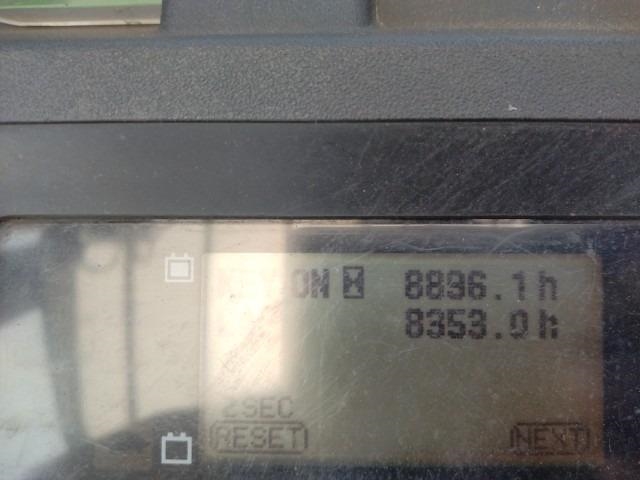 ON 8896.1h
8353.0h
2SEC
RESET NEXT